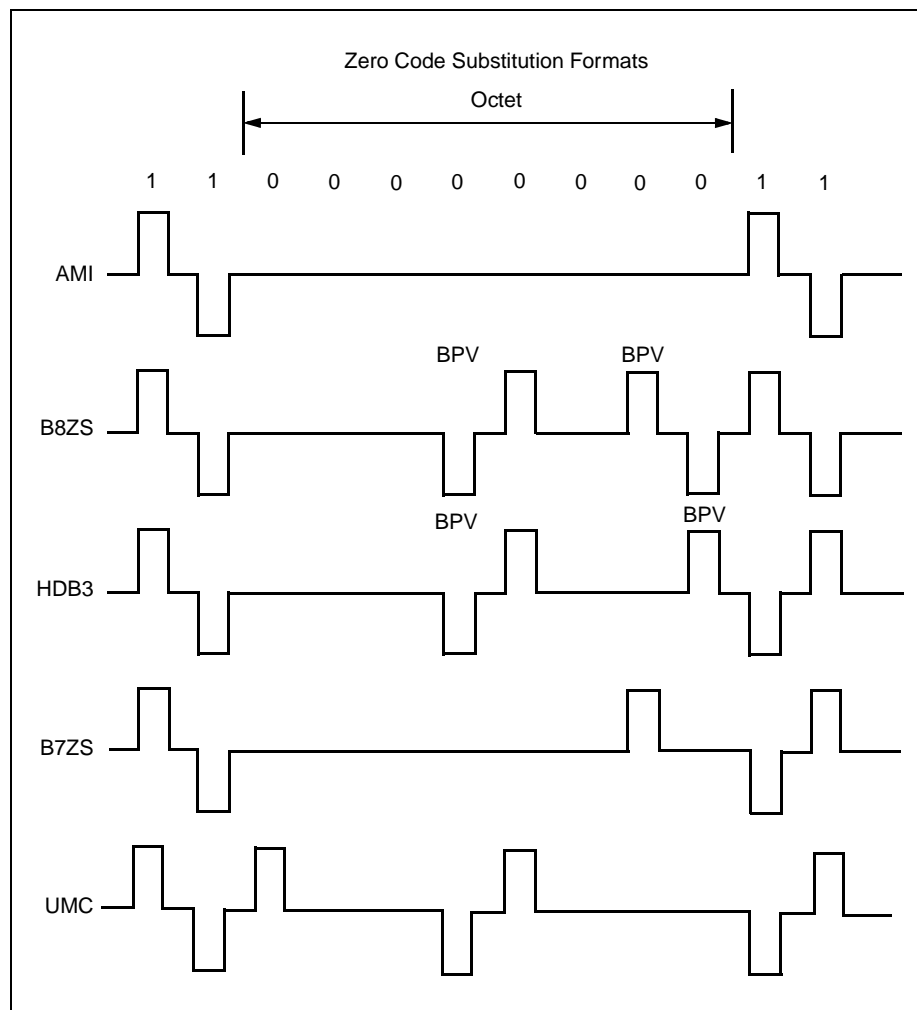 Zero Code Substitution Formats
Octet
1 1 0 0 0 0 0 0 0 0 1 1
AMI
BPV BPV
B8ZS
BPV BPV
HDB3
B7ZS
UMC